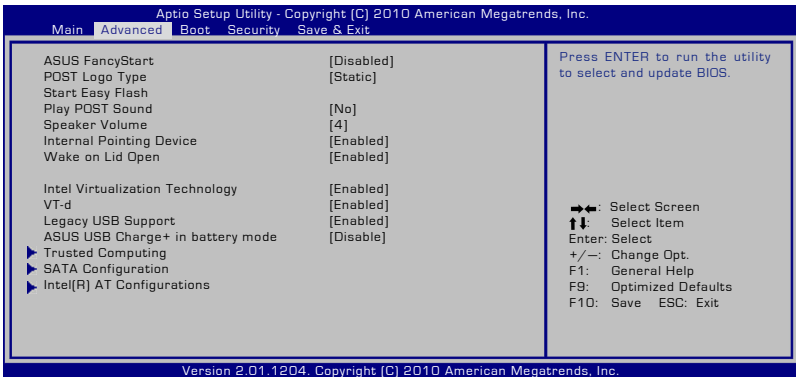 Aptio Setup Utility - Copyright (C) 2010 American Megatrends, Inc.
Main Advanced Boot Security Save & Exit
ASUS FancyStart [Disabled]
POST Logo Type [Static]
Start Easy Flash
Play POST Sound [No]
Speaker Volume [4]
Internal Pointing Device [Enabled]
Wake on Lid Open [Enabled]
Intel Virtualization Technology [Enabled]
VT-d [Enabled]
Legacy USB Support [Enabled]
ASUS USB Charge+ in battery mode [Disable]
Trusted Computing
SATA Configuration
Intel(R) AT Configurations
Press ENTER to run the utility
to select and update BIOS.
→←: Select Screen
↑↓: Select Item
Enter: Select
+/—: Change Opt.
F1: General Help
F9: Optimized Defaults
F10: Save ESC: Exit
Version 2.01.1204. Copyright (C) 2010 American Megatrends, Inc.